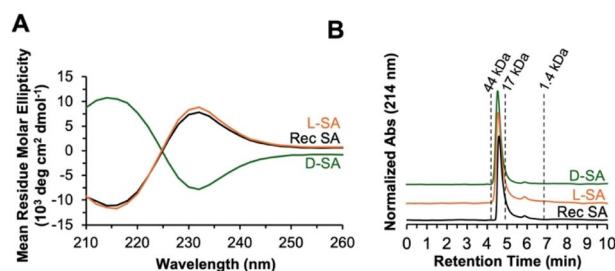 A
Mean Residue Molar Ellipticity
(10³ deg cm² dmol⁻¹)
15
10
5
0
-5
-10
-15
210 220 230 240 250 260
Wavelength (nm)
L-SA
Rec SA
D-SA
B
Normalized Abs (214 nm)
44 kDa
17 kDa
1.4 kDa
D-SA
L-SA
Rec SA
0 1 2 3 4 5 6 7 8 9 10
Retention Time (min)